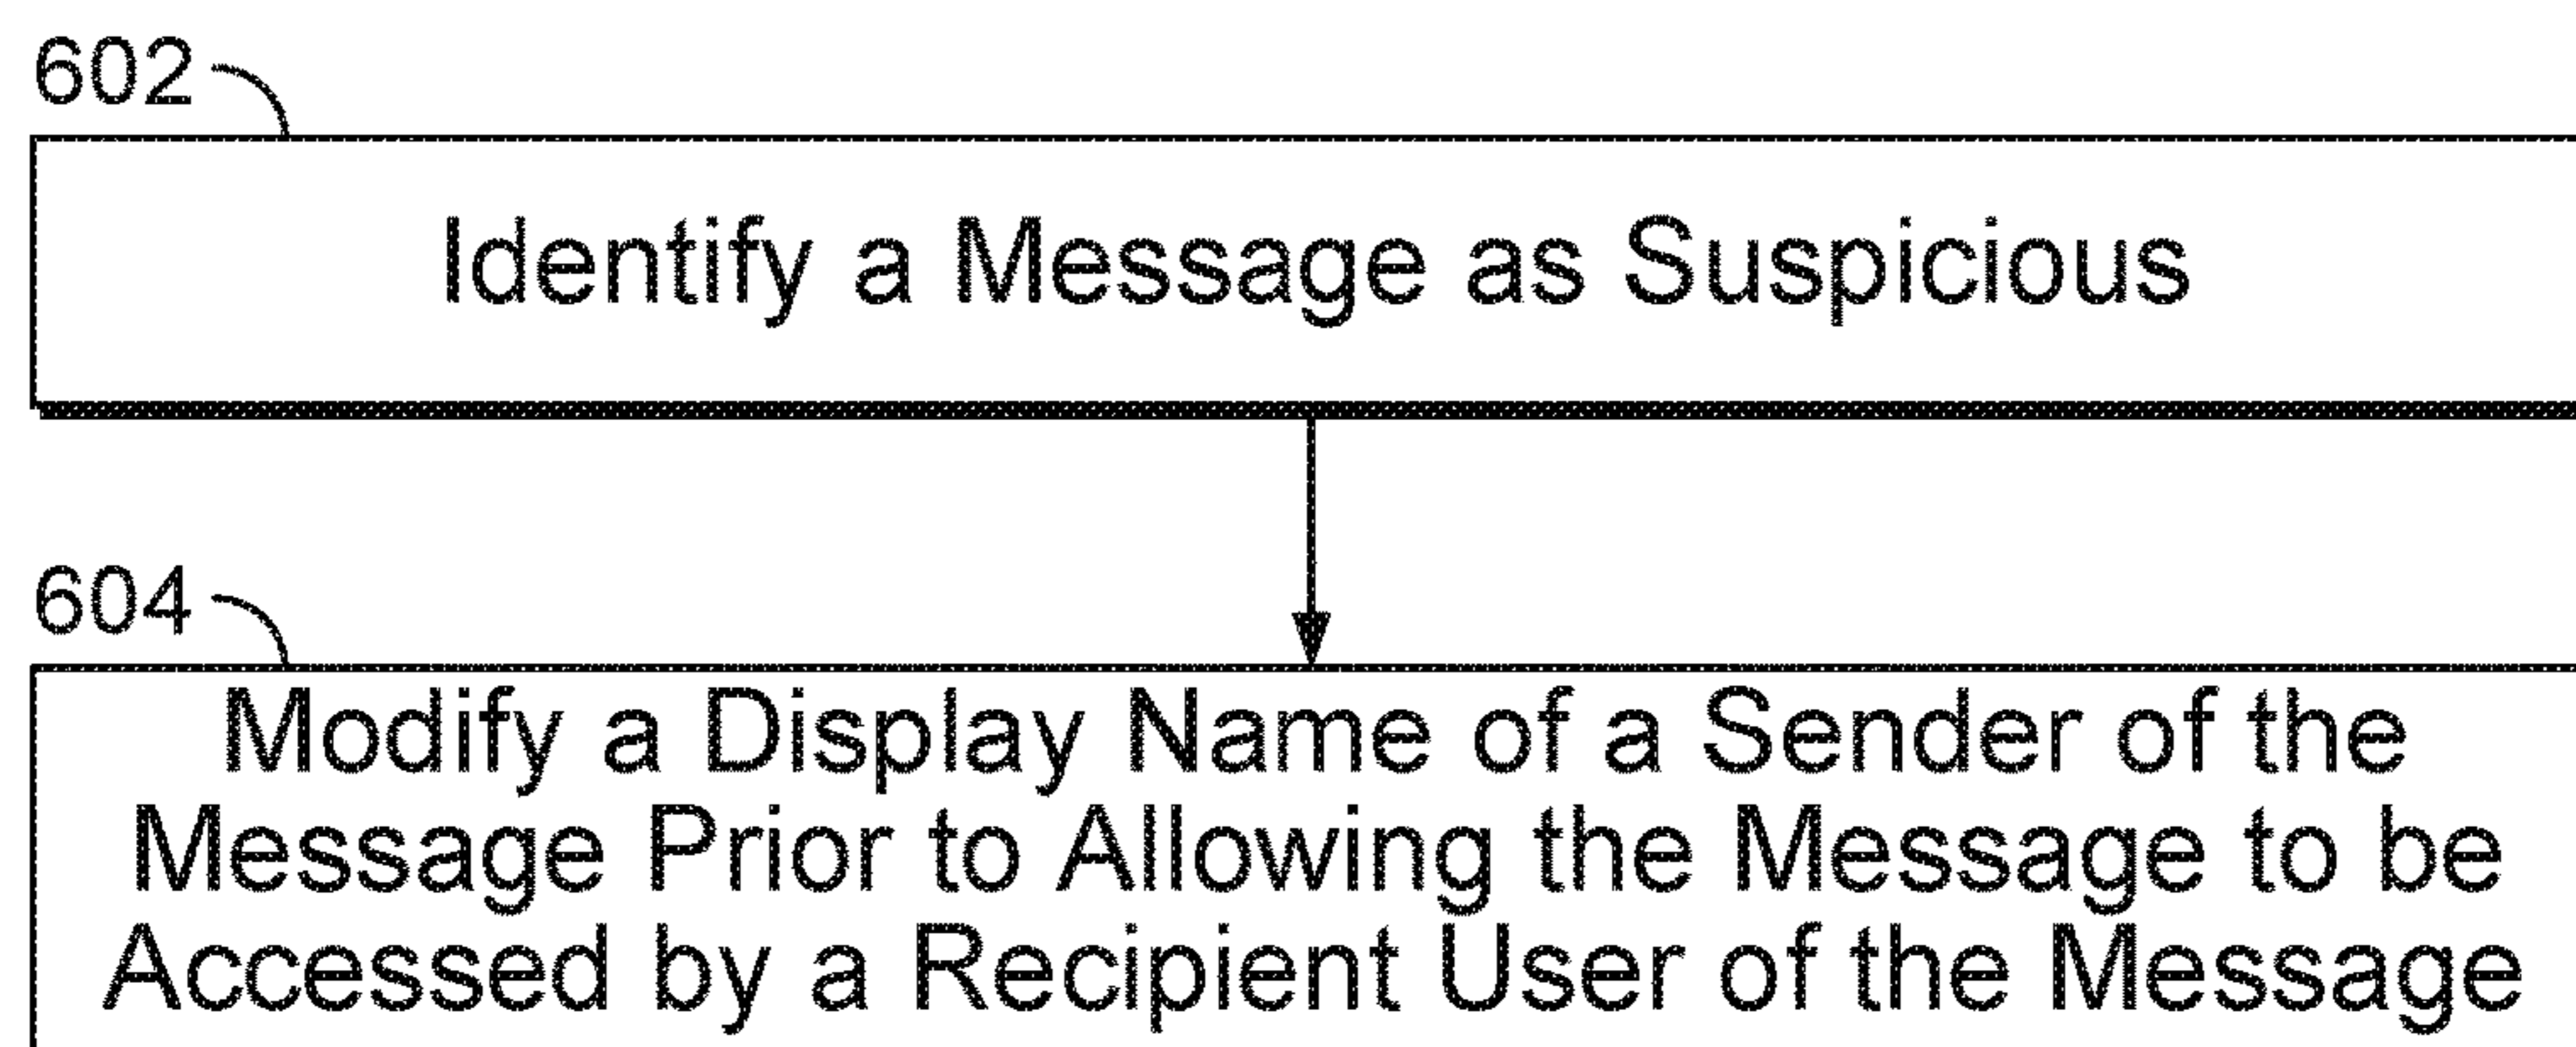 602
Identify a Message as Suspicious
604
Modify a Display Name of a Sender of the
Message Prior to Allowing the Message to be
Accessed by a Recipient User of the Message